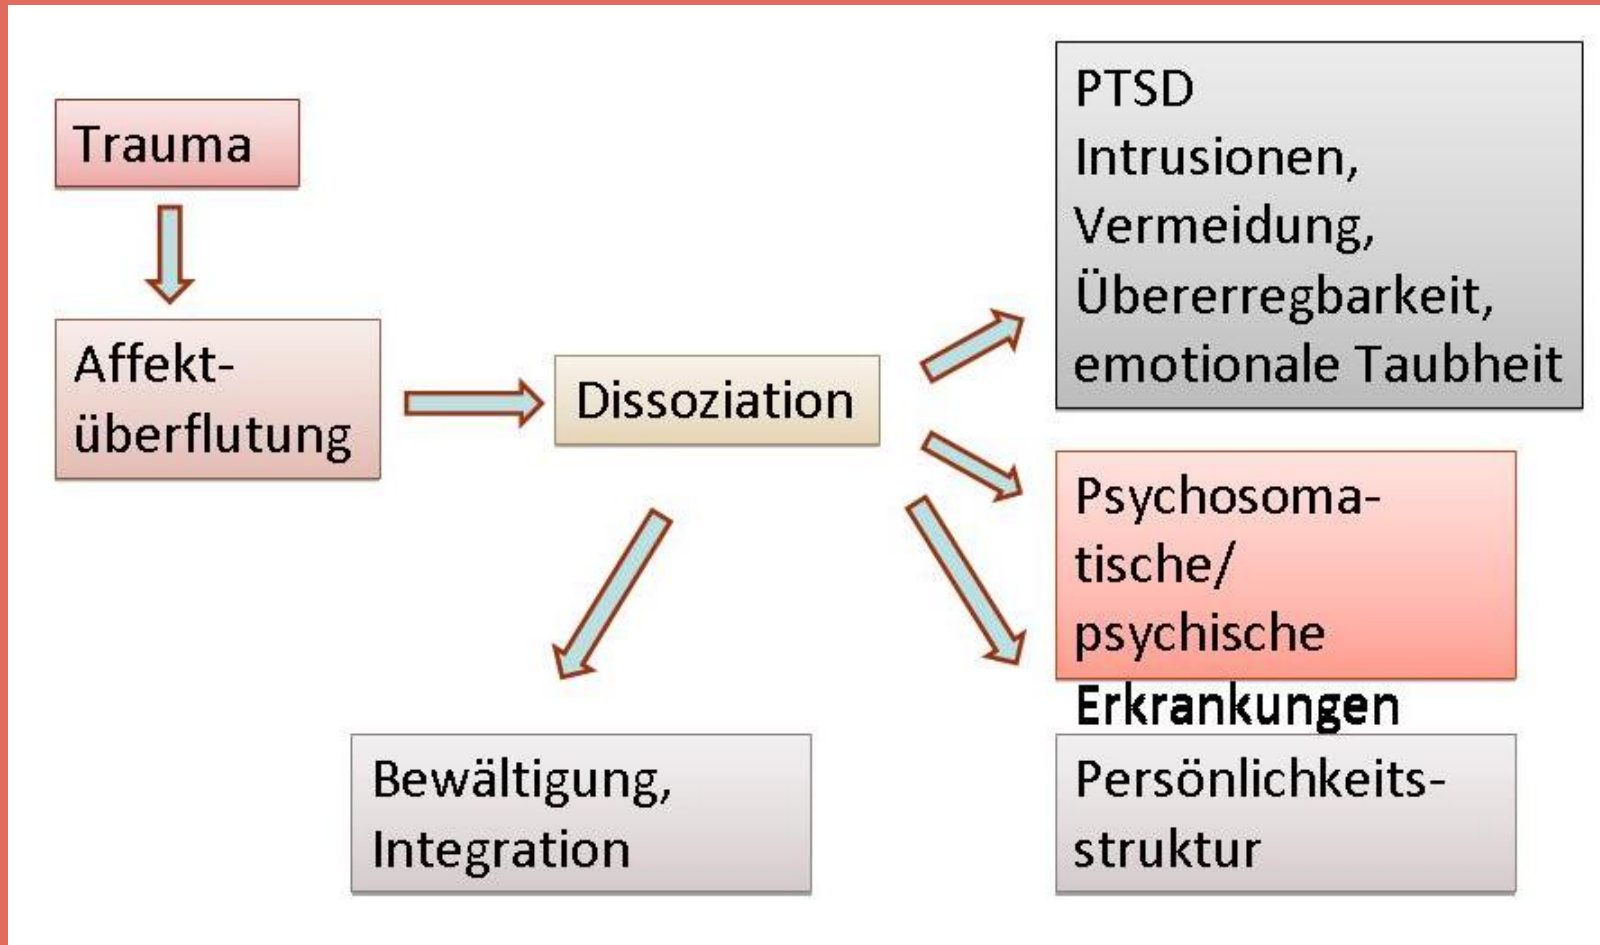 Trauma
Affekt-
überflutung
Dissoziation
PTSD
Intrusionen,
Vermeidung,
Übererregbarkeit,
emotionale Taubheit
Psychosoma-
tische/
psychische
Erkrankungen
Bewältigung,
Integration
Persönlichkeits-
struktur